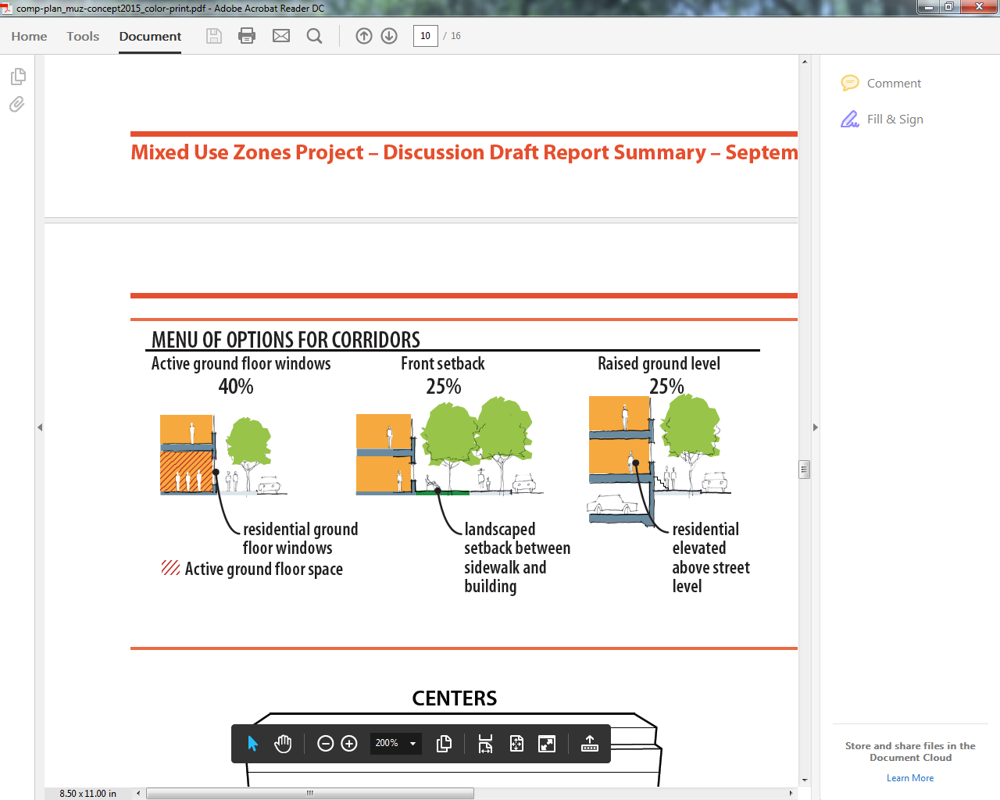 comp-plan_muz-concept2015_color-print.pdf - Adobe Acrobat Reader DC
Home Tools Document 10 / 16
Comment
Fill & Sign
Mixed Use Zones Project – Discussion Draft Report Summary – Septem
MENU OF OPTIONS FOR CORRIDORS
Active ground floor windows
40%
Front setback
25%
Raised ground level
25%
residential ground
floor windows
Active ground floor space
landscaped
setback between
sidewalk and
building
residential
elevated
above street
level
CENTERS
200%
Store and share files in the
Document Cloud
Learn More
8.50 x 11.00 in